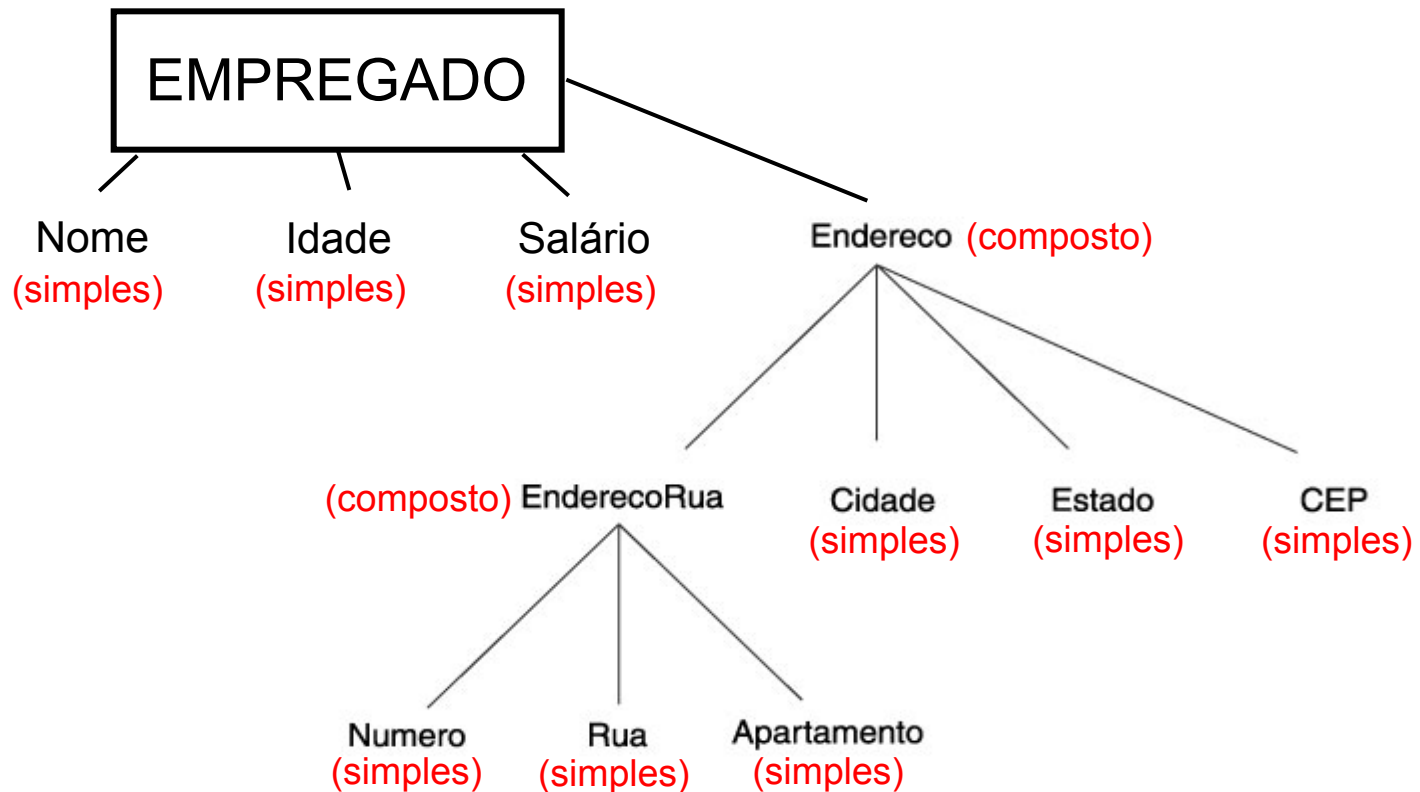 EMPREGADO
Nome
(simples)
Idade
(simples)
Salário
(simples)
Endereco (composto)
(composto) EnderecoRua
Cidade
(simples)
Estado
(simples)
CEP
(simples)
Numero
(simples)
Rua
(simples)
Apartamento
(simples)